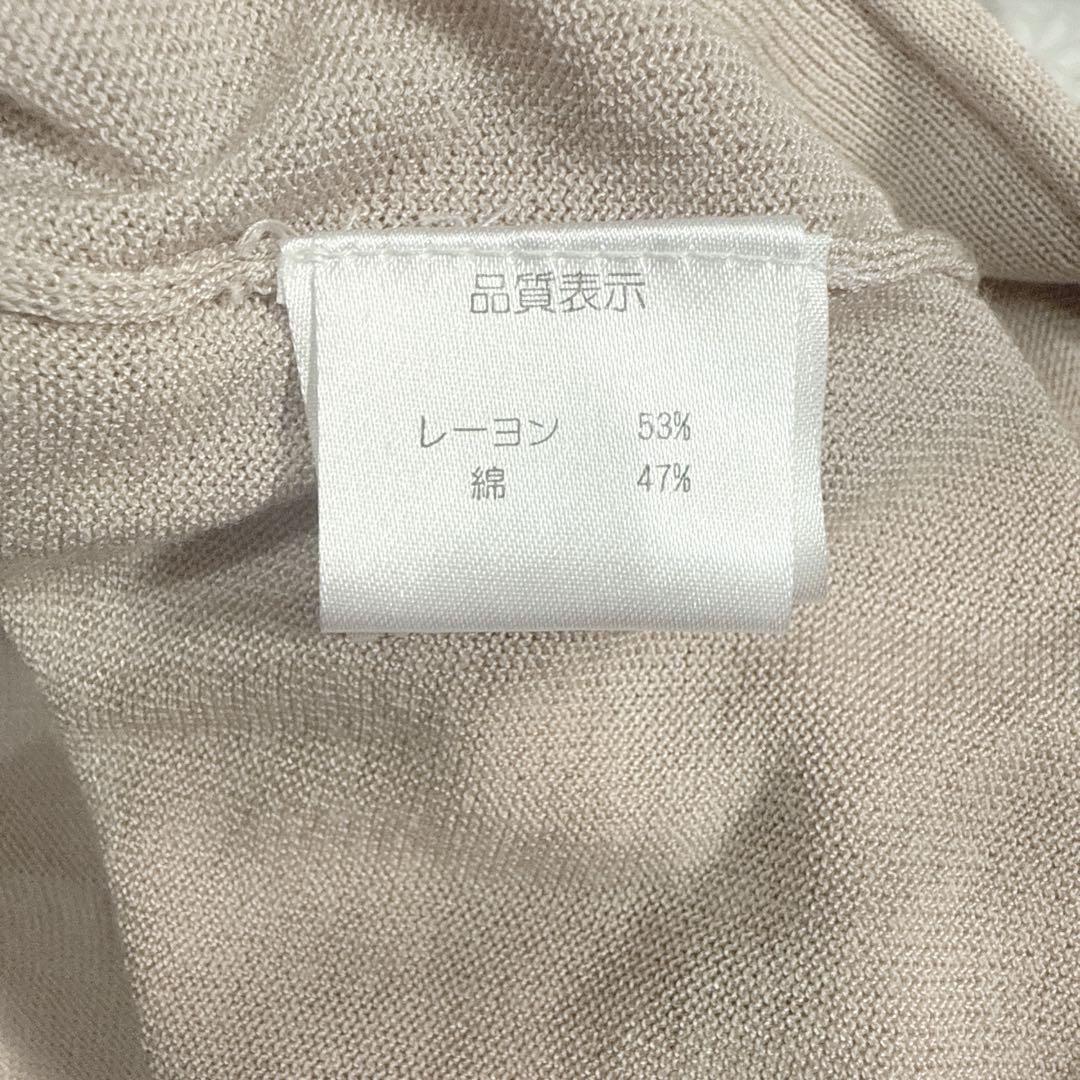 品質表示
レーヨン 53%
綿 47%